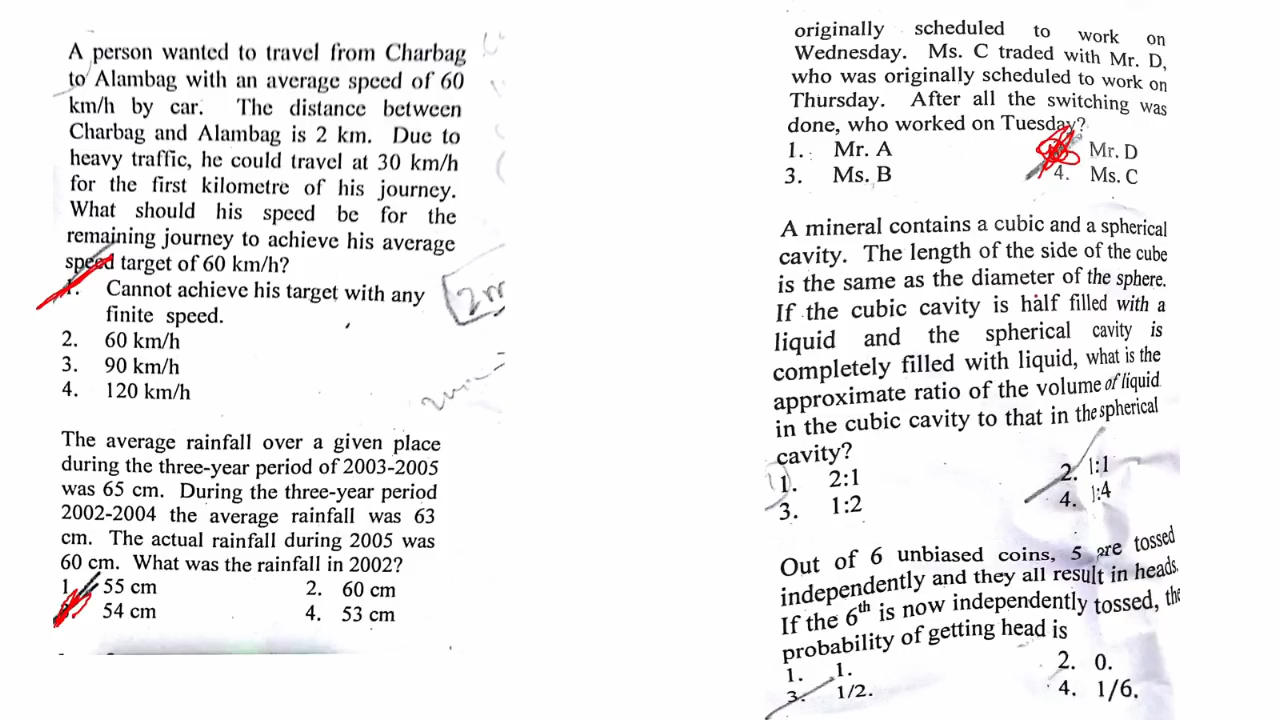 A person wanted to travel from Charbag
to Alambag with an average speed of 60
km/h by car. The distance between
Charbag and Alambag is 2 km. Due to
heavy traffic, he could travel at 30 km/h
for the first kilometre of his journey.
What should his speed be for the
remaining journey to achieve his average
speed target of 60 km/h?
1. Cannot achieve his target with any
finite speed.
2. 60 km/h
3. 90 km/h
4. 120 km/h
The average rainfall over a given place
during the three-year period of 2003-2005
was 65 cm. During the three-year period
2002-2004 the average rainfall was 63
cm. The actual rainfall during 2005 was
60 cm. What was the rainfall in 2002?
1. 55 cm 2. 60 cm
54 cm 4. 53 cm
originally scheduled to work on
Wednesday. Ms. C traded with Mr. D,
who was originally scheduled to work on
Thursday. After all the switching was
done, who worked on Tuesday?
1. Mr. A Mr. D
3. Ms. B 4. Ms. C
A mineral contains a cubic and a spherical
cavity. The length of the side of the cube
is the same as the diameter of the sphere.
If the cubic cavity is half filled with a
liquid and the spherical cavity is
completely filled with liquid, what is the
approximate ratio of the volume of liquid
in the cubic cavity to that in the spherical
cavity?
1. 2:1 2. 1:1
3. 1:2 4. 1:4
Out of 6 unbiased coins, 5 are tossed
independently and they all result in heads.
If the 6th is now independently tossed, the
probability of getting head is
1. 1. 2. 0.
3. 1/2. 4. 1/6.